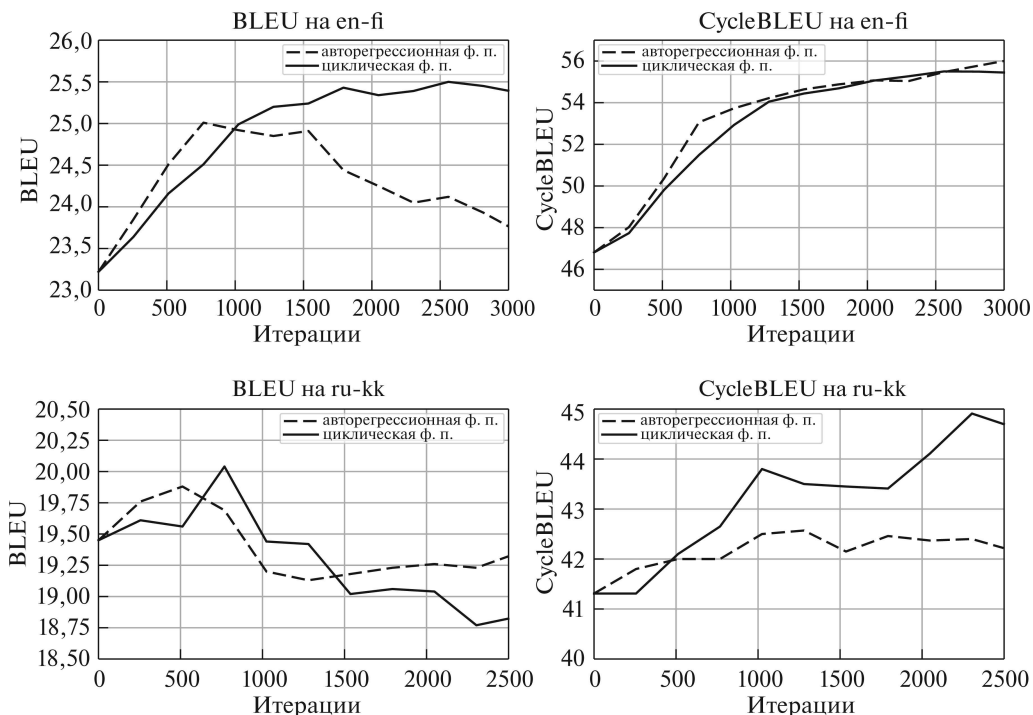 BLEU на en-fi
26,0
25,5
25,0
24,5
24,0
23,5
23,0
BLEU
авторегрессионная ф. п.
циклическая ф. п.
0 500 1000 1500 2000 2500 3000
Итерации
CycleBLEU на en-fi
56
54
52
50
48
46
CycleBLEU
авторегрессионная ф. п.
циклическая ф. п.
0 500 1000 1500 2000 2500 3000
Итерации
BLEU на ru-kk
20,50
20,25
20,00
19,75
19,50
19,25
19,00
18,75
18,50
BLEU
авторегрессионная ф. п.
циклическая ф. п.
0 500 1000 1500 2000 2500
Итерации
CycleBLEU на ru-kk
45
44
43
42
41
40
CycleBLEU
авторегрессионная ф. п.
циклическая ф. п.
0 500 1000 1500 2000 2500
Итерации